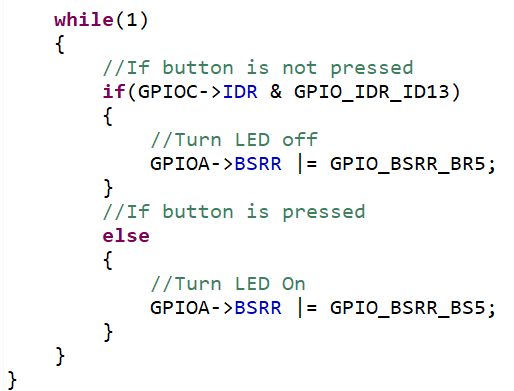 while(1)
{
//If button is not pressed
if(GPIOC->IDR & GPIO_IDR_ID13)
{
//Turn LED off
GPIOA->BSRR |= GPIO_BSRR_BR5;
}
//If button is pressed
else
{
//Turn LED On
GPIOA->BSRR |= GPIO_BSRR_BS5;
}
}
}